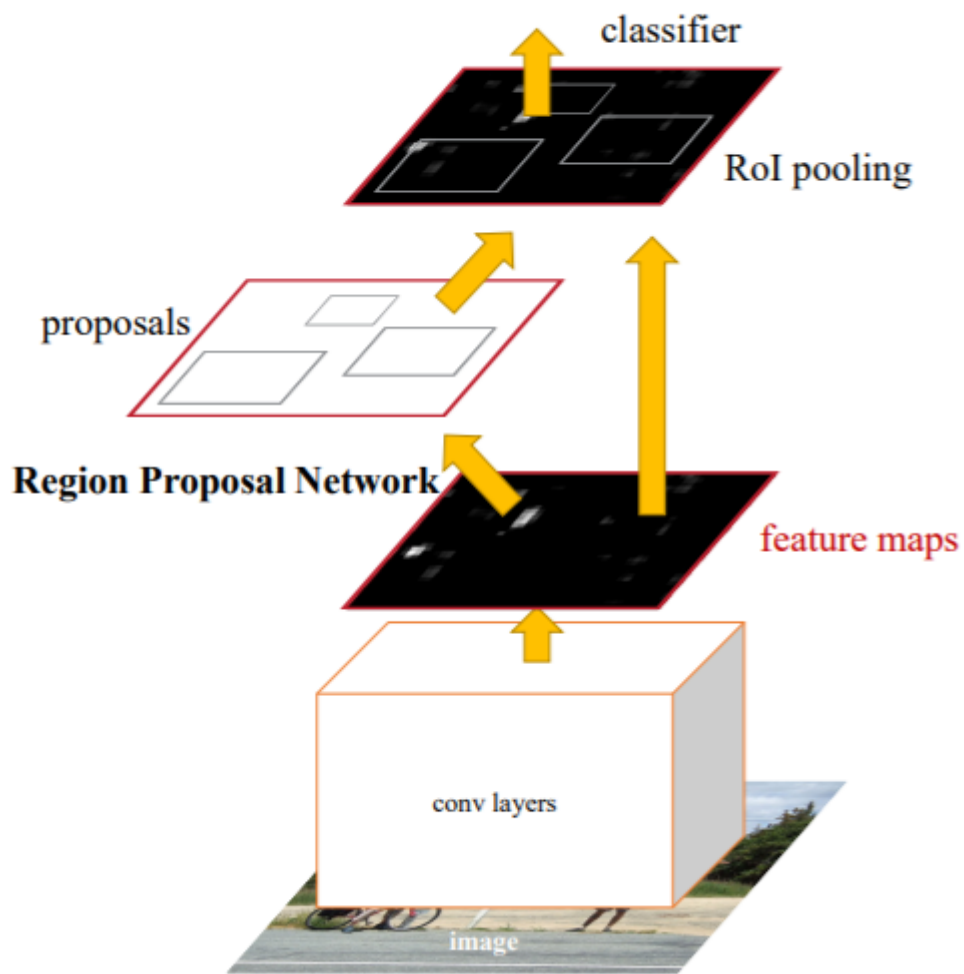 classifier
RoI pooling
proposals
Region Proposal Network
feature maps
conv layers
image